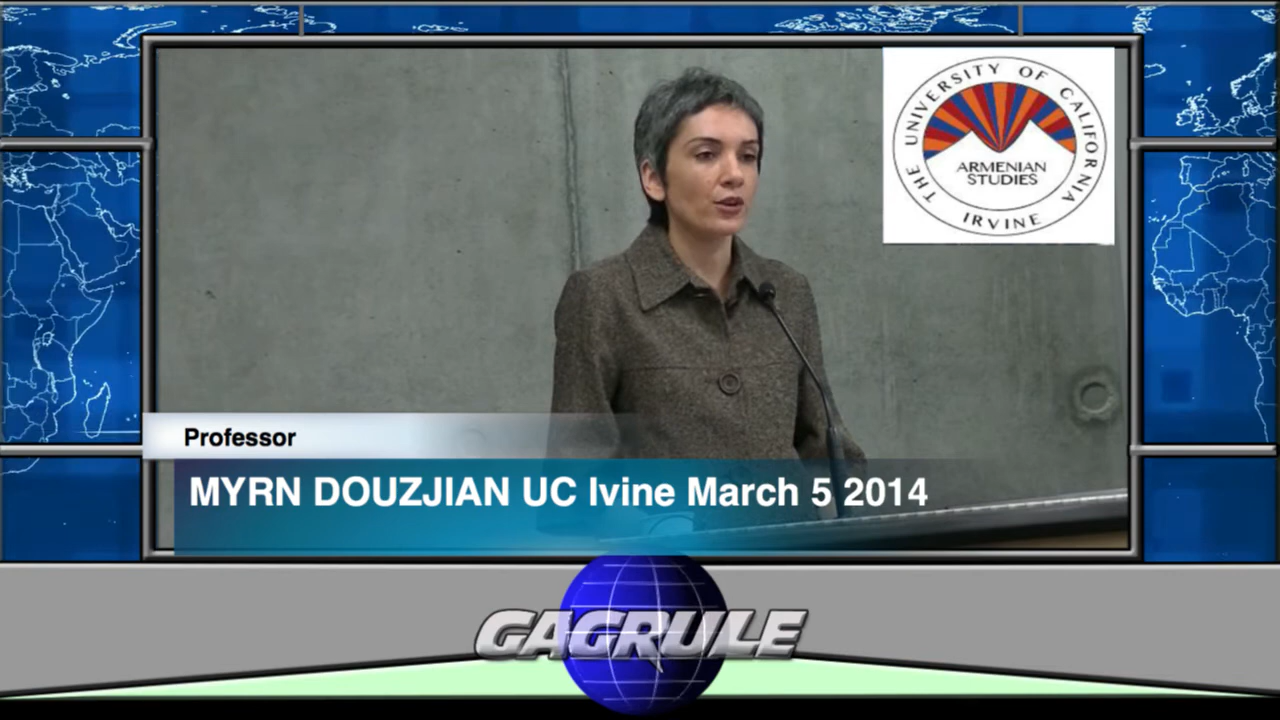 THE UNIVERSITY OF CALIFORNIA
ARMENIAN
STUDIES
IRVINE
Professor
MYRN DOUZJIAN UC Ivine March 5 2014
GAGRULE